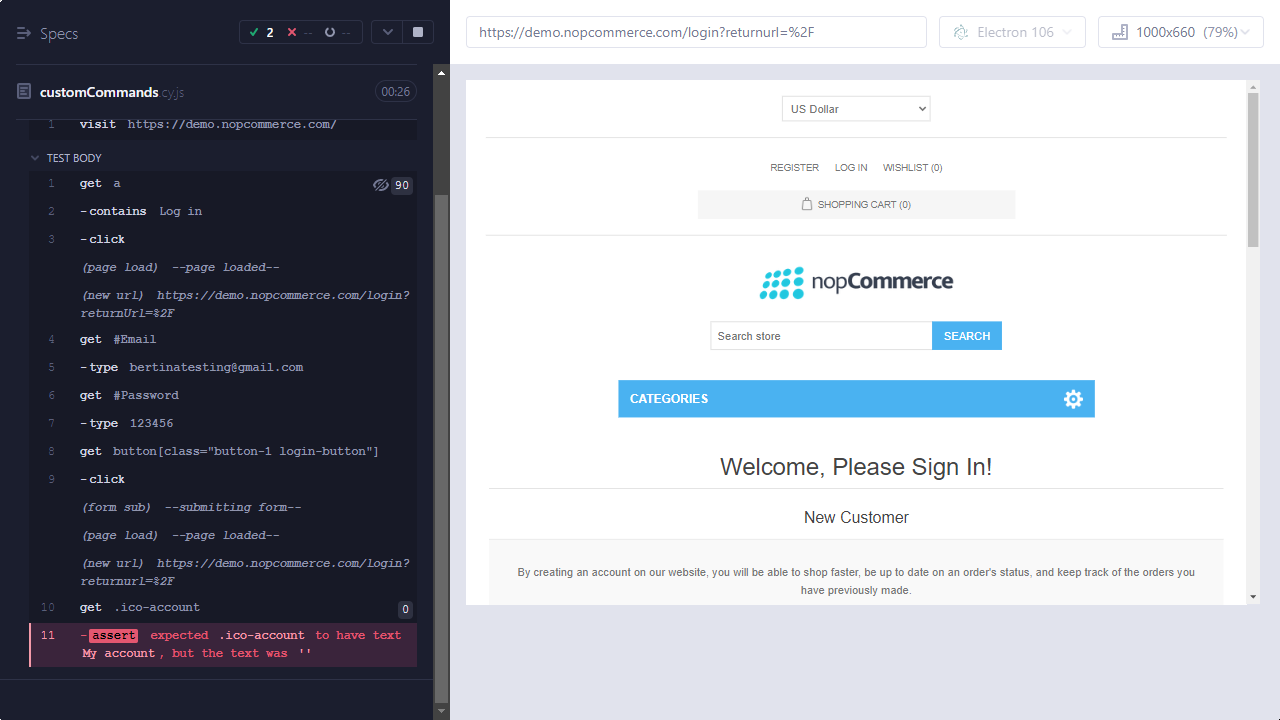 Specs
2
--
--
customCommands.cy.js
00:26
1 visit https://demo.nopcommerce.com/
TEST BODY
1 get a 90
2 -contains Log in
3 -click
(page load) --page loaded--
(new url) https://demo.nopcommerce.com/login?
returnUrl=%2F
4 get #Email
5 -type bertinatesting@gmail.com
6 get #Password
7 -type 123456
8 get button[class="button-1 login-button"]
9 -click
(form sub) --submitting form--
(page load) --page loaded--
(new url) https://demo.nopcommerce.com/login?
returnurl=%2F
10 get .ico-account 0
11 -assert expected .ico-account to have text
My account, but the text was ''
https://demo.nopcommerce.com/login?returnurl=%2F
Electron 106
1000x660 (79%)
US Dollar
REGISTER LOG IN WISHLIST (0)
SHOPPING CART (0)
nopCommerce
Search store SEARCH
CATEGORIES
Welcome, Please Sign In!
New Customer
By creating an account on our website, you will be able to shop faster, be up to date on an order's status, and keep track of the orders you
have previously made.